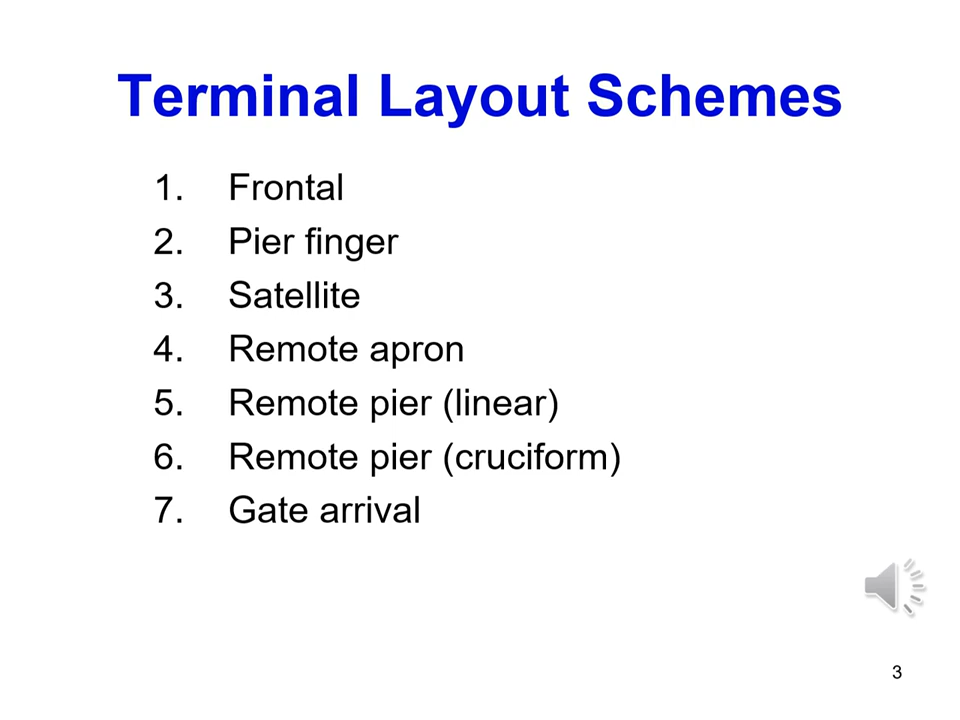 Terminal Layout Schemes
1. Frontal
2. Pier finger
3. Satellite
4. Remote apron
5. Remote pier (linear)
6. Remote pier (cruciform)
7. Gate arrival
3